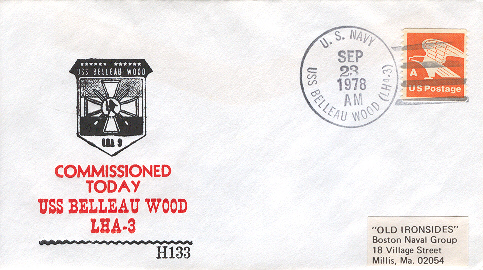 USS BELLEAU WOOD
LHA 3
COMMISSIONED
TODAY
USS BELLEAU WOOD
LHA-3
H133
U.S. NAVY
SEP
23
1978
AM
USS BELLEAU WOOD (LHA-3)
A
US Postage
"OLD IRONSIDES"
Boston Naval Group
18 Village Street
Millis, Ma. 02054